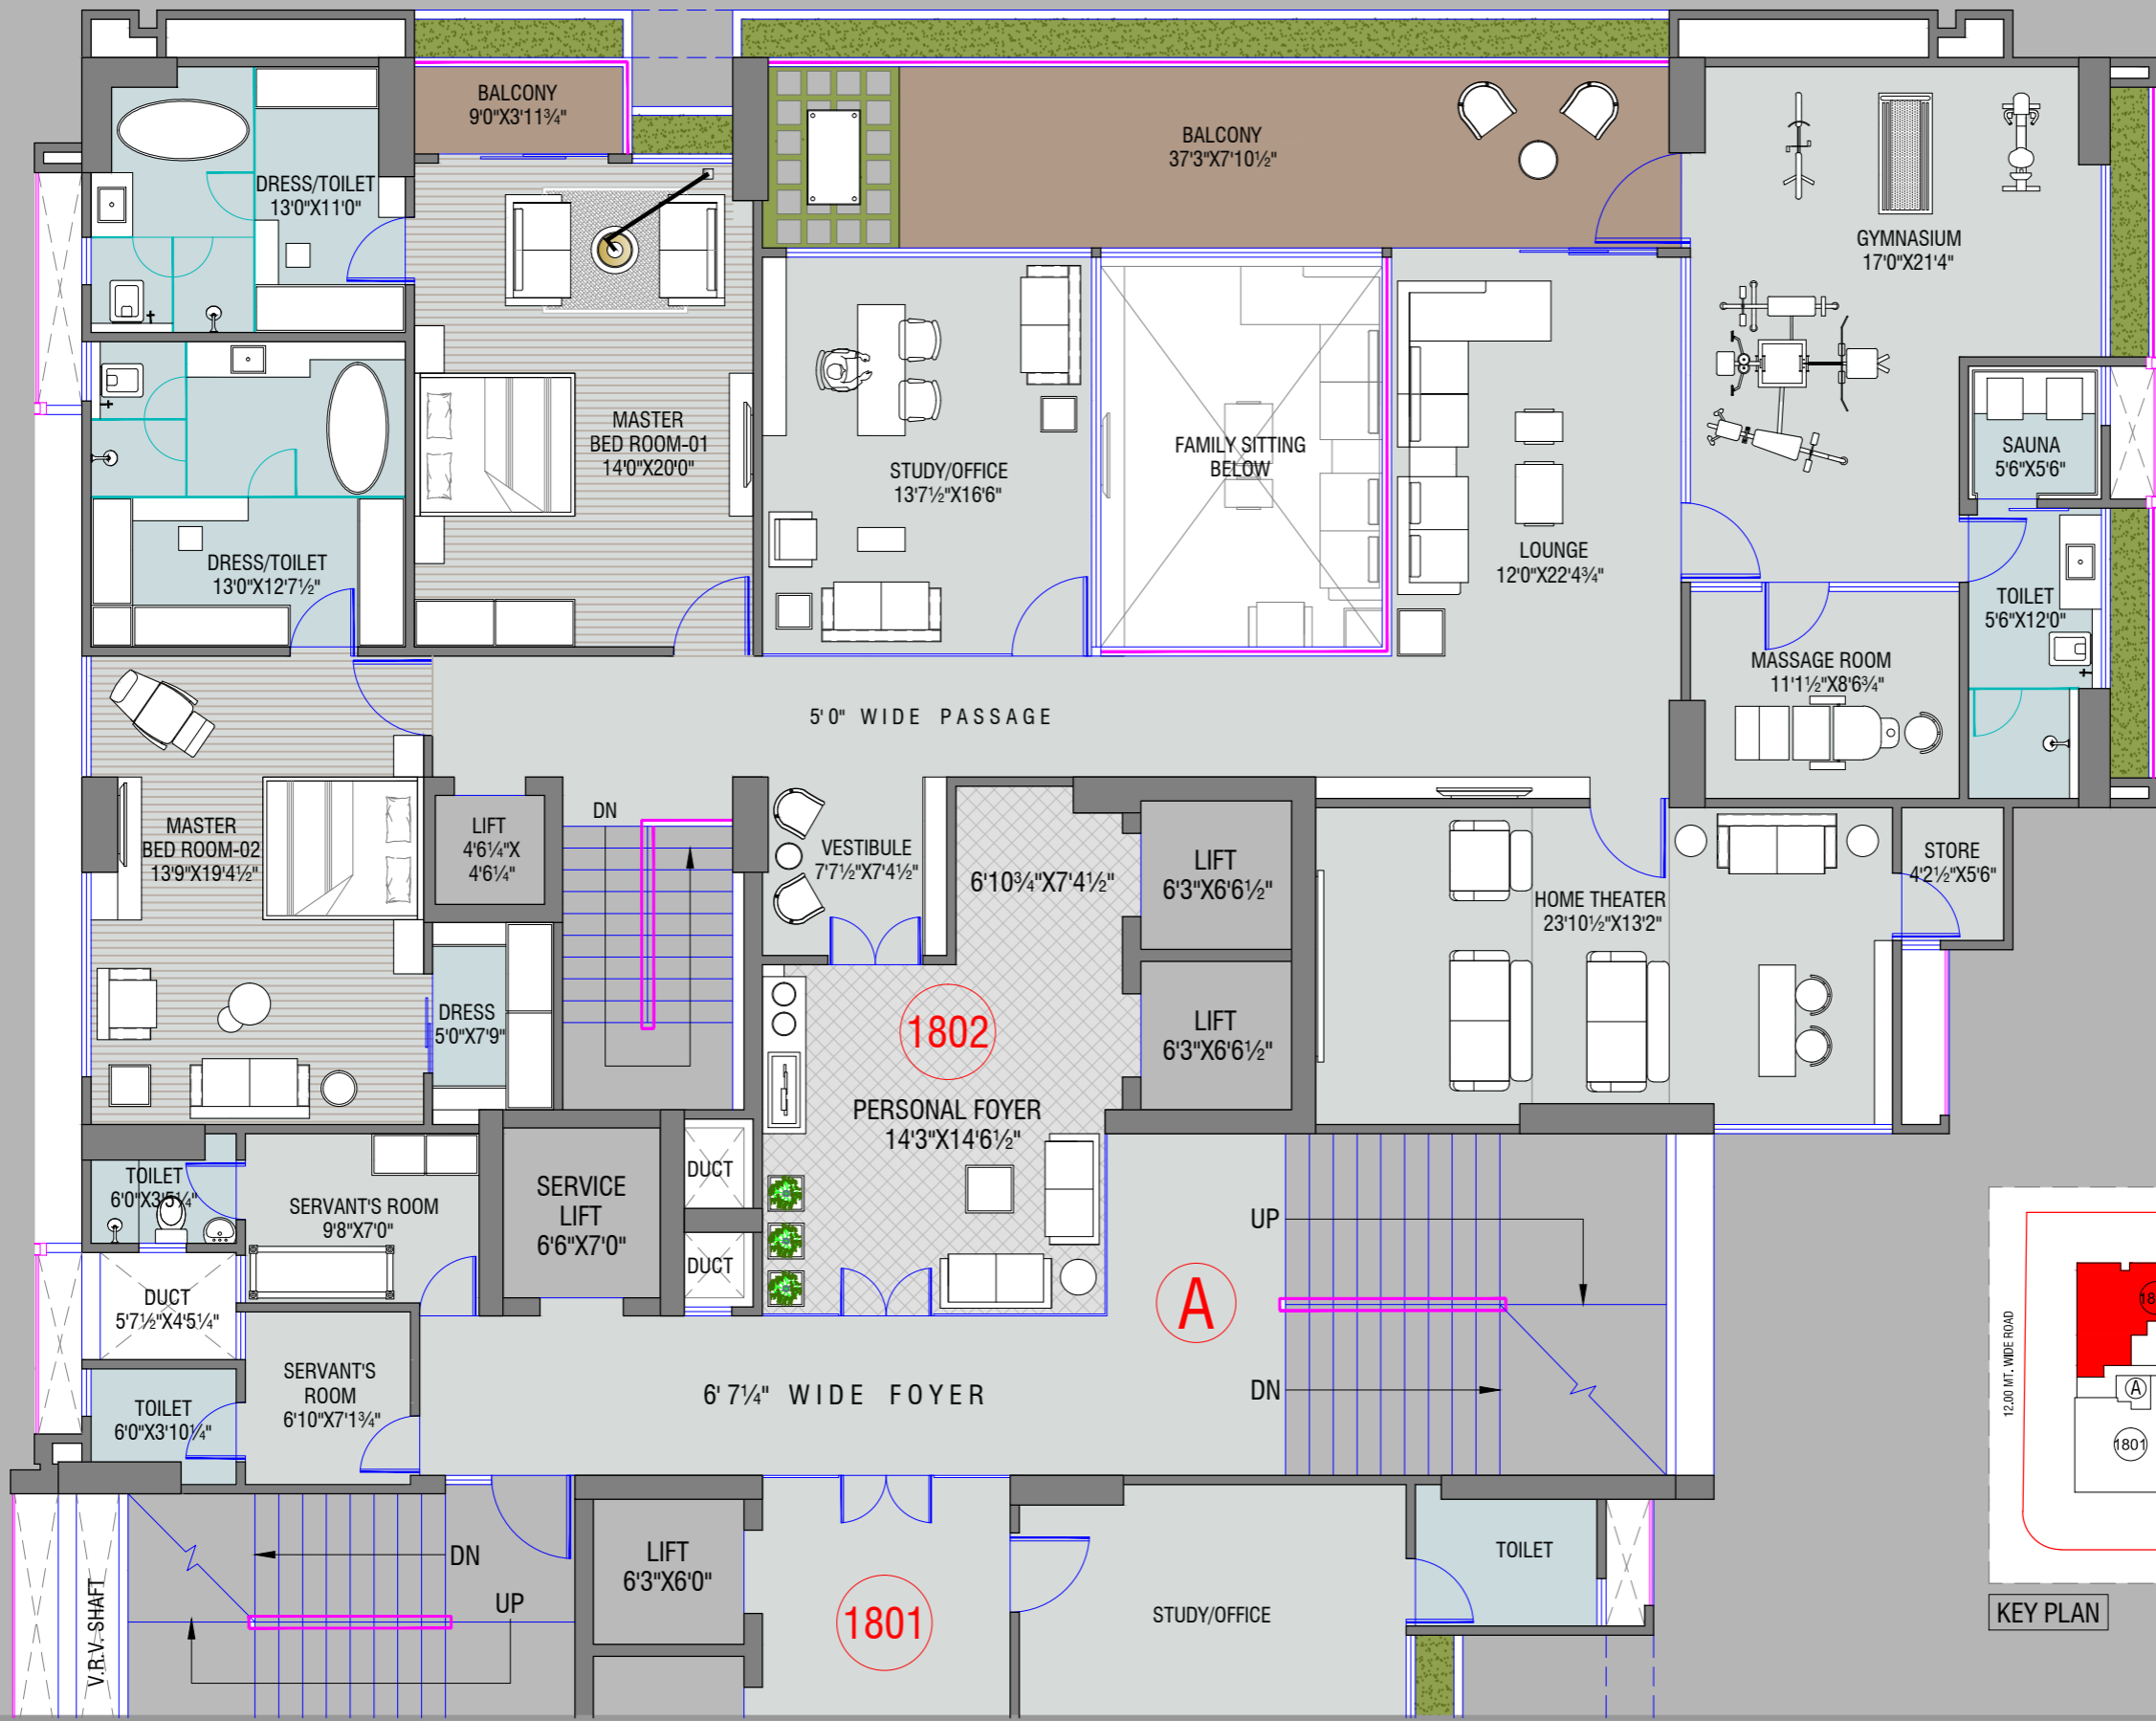 BALCONY
9'0"X3'11¾"
BALCONY
37'3"X7'10½"
DRESS/TOILET
13'0"X11'0"
GYMNASIUM
17'0"X21'4"
MASTER
BED ROOM-01
14'0"X20'0"
STUDY/OFFICE
13'7½"X16'6"
FAMILY SITTING
BELOW
LOUNGE
12'0"X22'4¾"
SAUNA
5'6"X5'6"
DRESS/TOILET
13'0"X12'7½"
TOILET
5'6"X12'0"
MASSAGE ROOM
11'1½"X8'6¾"
5'0" WIDE PASSAGE
MASTER
BED ROOM-02
13'9"X19'4½"
LIFT
4'6¼"X
4'6¼"
DN
VESTIBULE
7'7½"X7'4½"
6'10¾"X7'4½"
LIFT
6'3"X6'6½"
HOME THEATER
23'10½"X13'2"
STORE
4'2½"X5'6"
DRESS
5'0"X7'9"
1802
LIFT
6'3"X6'6½"
PERSONAL FOYER
14'3"X14'6½"
TOILET
6'0"X3'5¼"
SERVANT'S ROOM
9'8"X7'0"
SERVICE
LIFT
6'6"X7'0"
DUCT
DUCT
UP
A
DN
DUCT
5'7½"X4'5¼"
SERVANT'S
ROOM
6'10"X7'1¾"
TOILET
6'0"X3'10¼"
6' 7¼" WIDE FOYER
DN
UP
V.R.V. SHAFT
LIFT
6'3"X6'0"
1801
STUDY/OFFICE
TOILET
12.00 MT. WIDE ROAD
18
A
1801
KEY PLAN